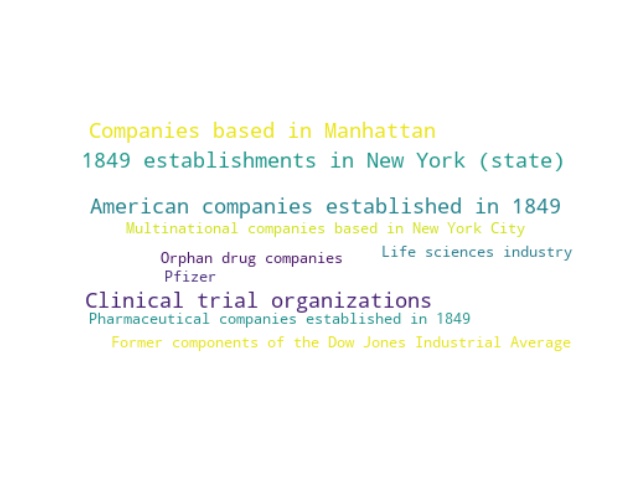 Companies based in Manhattan
1849 establishments in New York (state)
American companies established in 1849
Multinational companies based in New York City
Life sciences industry
Orphan drug companies
Pfizer
Clinical trial organizations
Pharmaceutical companies established in 1849
Former components of the Dow Jones Industrial Average